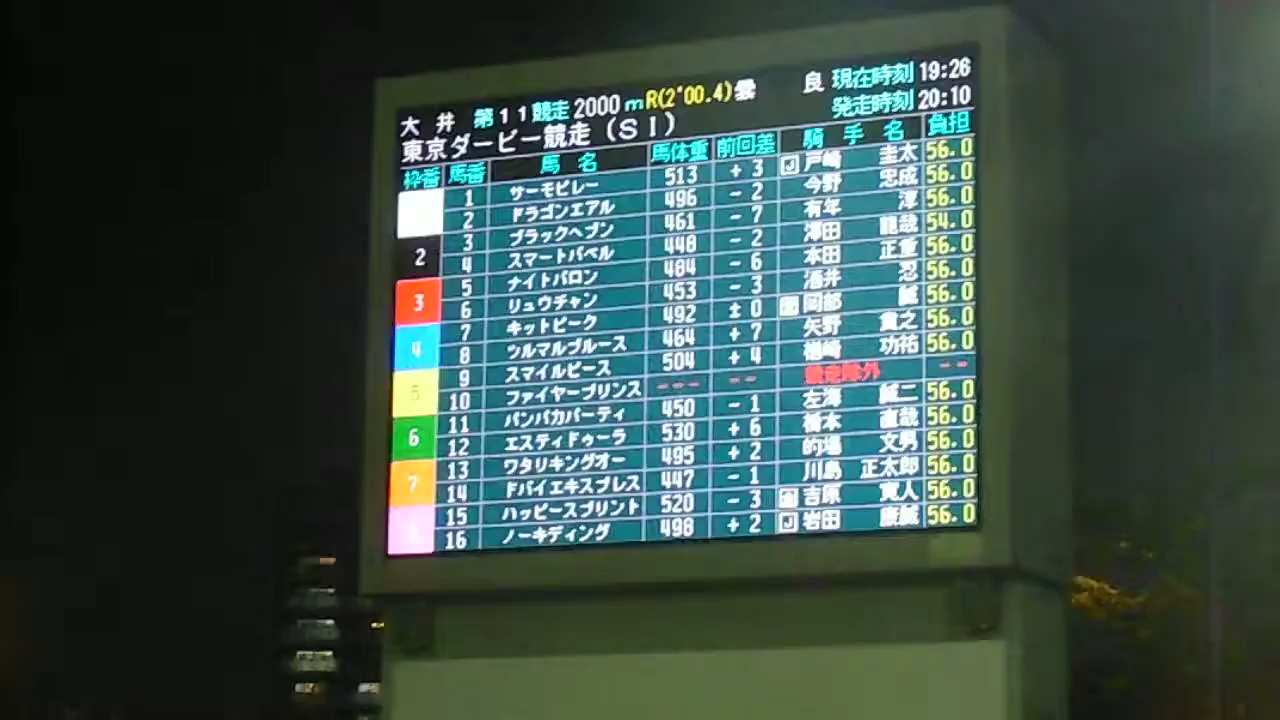 大井 第11競走 2000m R(2'00.4) 曇 良 現在時刻 19:26
東京ダービー競走(SⅠ) 発走時刻 20:10
枠番 馬番 馬名 馬体重 前回差 騎手名 負担
1 サーモピレー 513 +3 J 戸崎 圭太 56.0
2 ドラゴンエアル 496 -2 今野 忠成 56.0
2 3 ブラックヘブン 461 -7 有年 淳 56.0
4 スマートバベル 448 -2 澤田 龍哉 54.0
3 5 ナイトバロン 484 -6 本田 正重 56.0
6 リュウチャン 453 -3 酒井 忍 56.0
4 7 キットピーク 492 ±0 岡部 誠 56.0
8 ツルマルブルース 464 +7 矢野 貴之 56.0
5 9 スマイルピース 504 +4 楢崎 功祐 56.0
10 ファイヤープリンス --- -- 競走除外 --
6 11 パンパカパーティ 450 -1 左海 誠二 56.0
12 エスティドゥーラ 530 +6 橋本 直哉 56.0
7 13 ワタリキングオー 495 +2 的場 文男 56.0
14 ドバイエキスプレス 447 -1 川島 正太郎 56.0
15 ハッピースプリント 520 -3 吉原 寛人 56.0
16 ノーキディング 498 +2 J 岩田 康誠 56.0